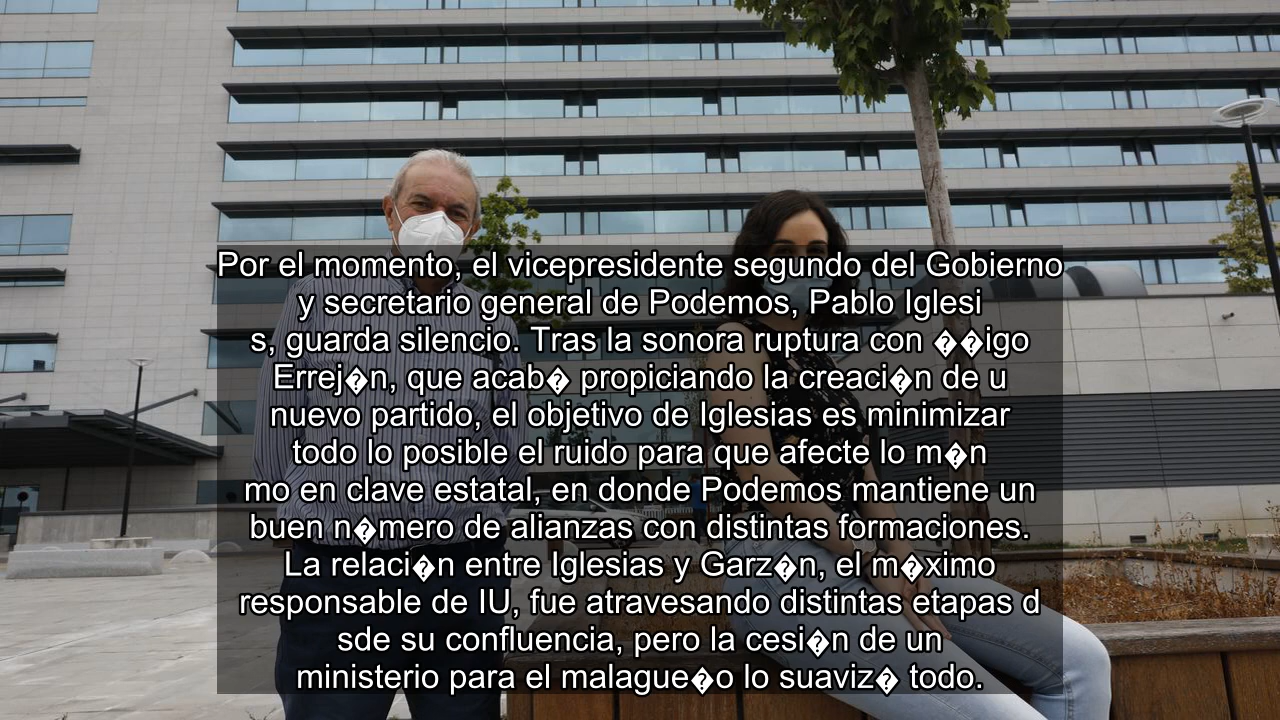 Por el momento, el vicepresidente segundo del Gobierno
y secretario general de Podemos, Pablo Iglesi
s, guarda silencio. Tras la sonora ruptura con ��igo
Errej�n, que acab� propiciando la creaci�n de u
nuevo partido, el objetivo de Iglesias es minimizar
todo lo posible el ruido para que afecte lo m�n
mo en clave estatal, en donde Podemos mantiene un
buen n�mero de alianzas con distintas formaciones.
La relaci�n entre Iglesias y Garz�n, el m�ximo
responsable de IU, fue atravesando distintas etapas d
sde su confluencia, pero la cesi�n de un
ministerio para el malague�o lo suaviz� todo.